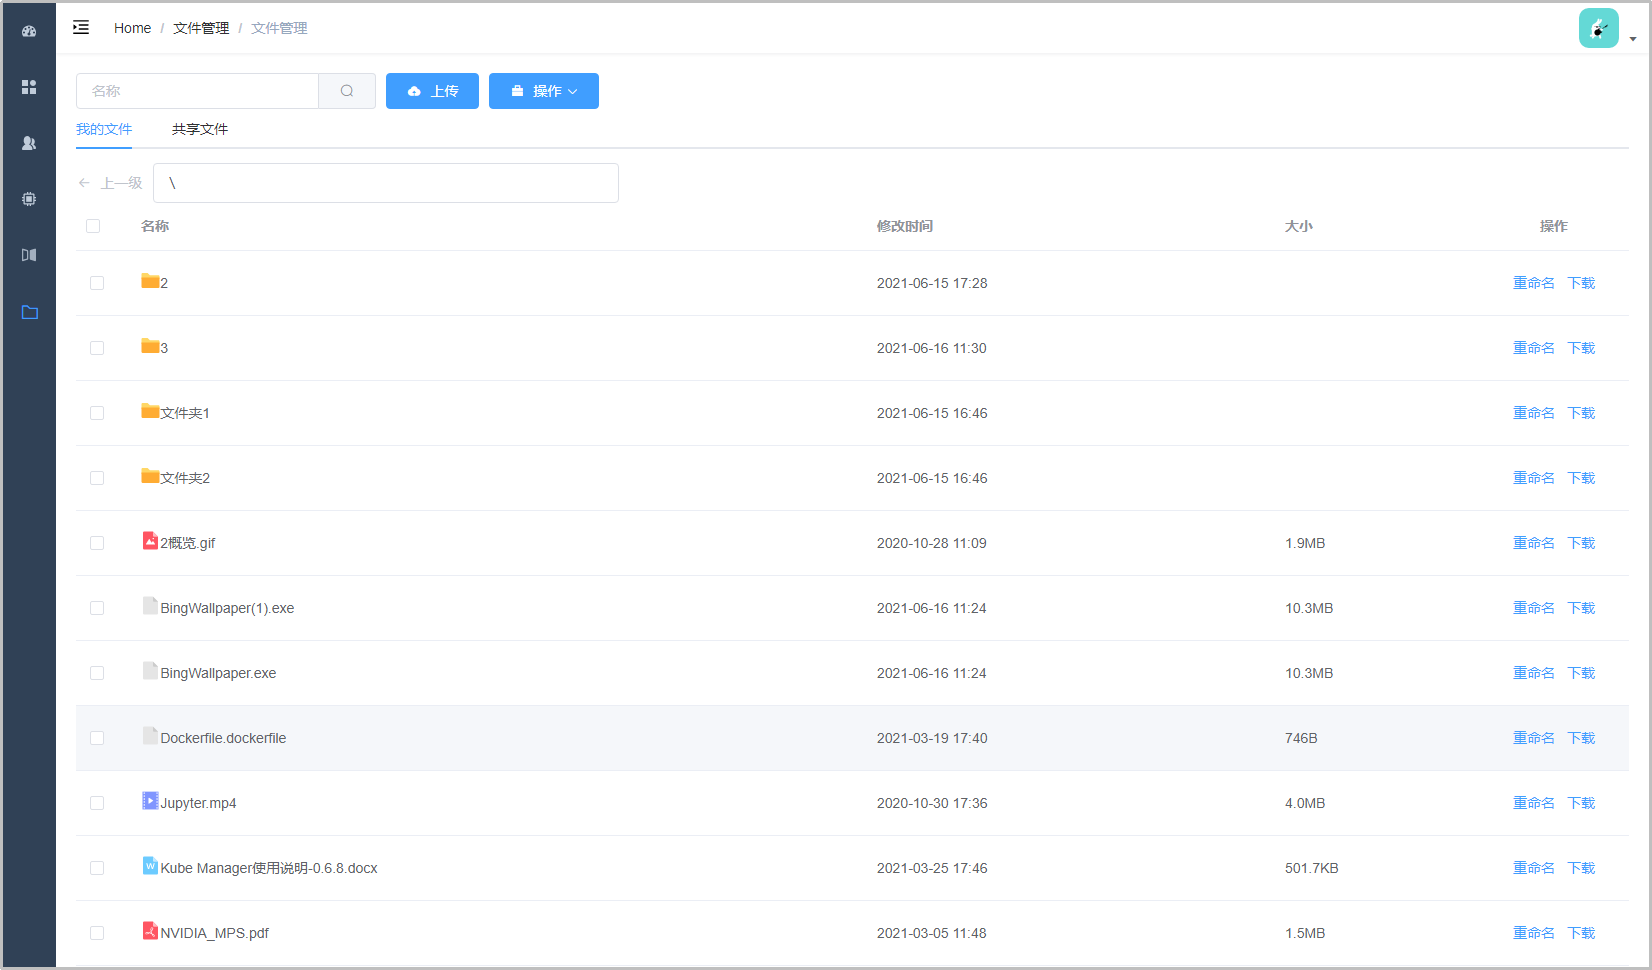 Home / 文件管理 / 文件管理
名称 上传 操作
我的文件 共享文件
上一级 \
名称 修改时间 大小 操作
2 2021-06-15 17:28 重命名 下载
3 2021-06-16 11:30 重命名 下载
文件夹1 2021-06-15 16:46 重命名 下载
文件夹2 2021-06-15 16:46 重命名 下载
2概览.gif 2020-10-28 11:09 1.9MB 重命名 下载
BingWallpaper(1).exe 2021-06-16 11:24 10.3MB 重命名 下载
BingWallpaper.exe 2021-06-16 11:24 10.3MB 重命名 下载
Dockerfile.dockerfile 2021-03-19 17:40 746B 重命名 下载
Jupyter.mp4 2020-10-30 17:36 4.0MB 重命名 下载
Kube Manager使用说明-0.6.8.docx 2021-03-25 17:46 501.7KB 重命名 下载
NVIDIA_MPS.pdf 2021-03-05 11:48 1.5MB 重命名 下载